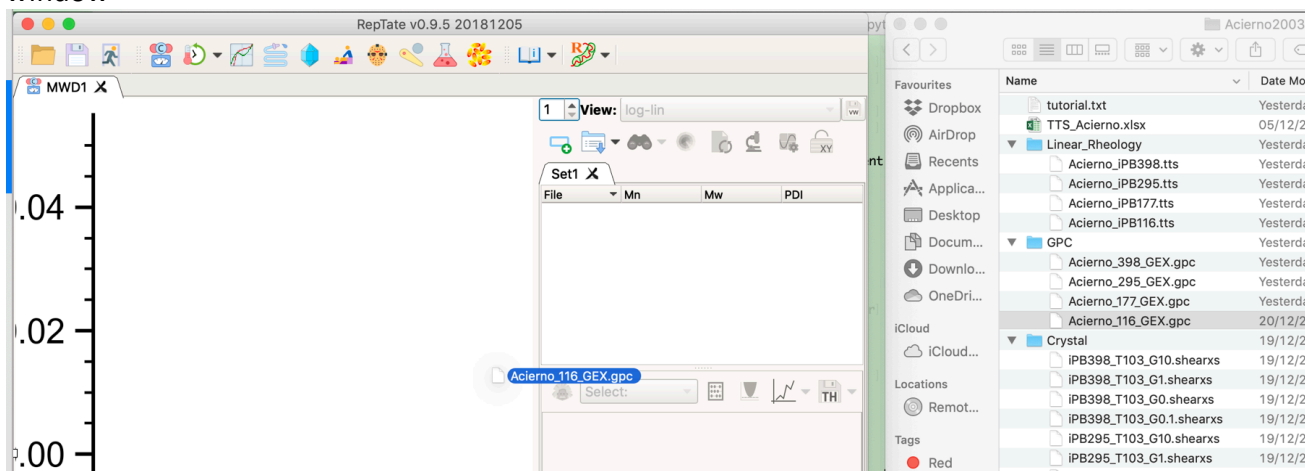 RepTate v0.9.5 20181205
MWD1
0.04
0.02
0.00
1 View: log-lin
vw
XY
Set1
File Mn Mw PDI
Acierno_116_GEX.gpc
Select:
TH
Acierno2003
Favourites
Dropbox
AirDrop
Recents
Applica...
Desktop
Docum...
Downlo...
OneDri...
iCloud
iCloud...
Locations
Remot...
Tags
Red
Name Date Mo
tutorial.txt Yesterda
TTS_Acierno.xlsx 05/12/2
Linear_Rheology Yesterda
Acierno_iPB398.tts Yesterda
Acierno_iPB295.tts Yesterda
Acierno_iPB177.tts Yesterda
Acierno_iPB116.tts Yesterda
GPC Yesterda
Acierno_398_GEX.gpc Yesterda
Acierno_295_GEX.gpc Yesterda
Acierno_177_GEX.gpc Yesterda
Acierno_116_GEX.gpc 20/12/2
Crystal 19/12/2
iPB398_T103_G10.shearxs 19/12/2
iPB398_T103_G1.shearxs 19/12/2
iPB398_T103_G0.shearxs 19/12/2
iPB398_T103_G0.1.shearxs 19/12/2
iPB295_T103_G10.shearxs 19/12/2
iPB295_T103_G1.shearxs 19/12/2